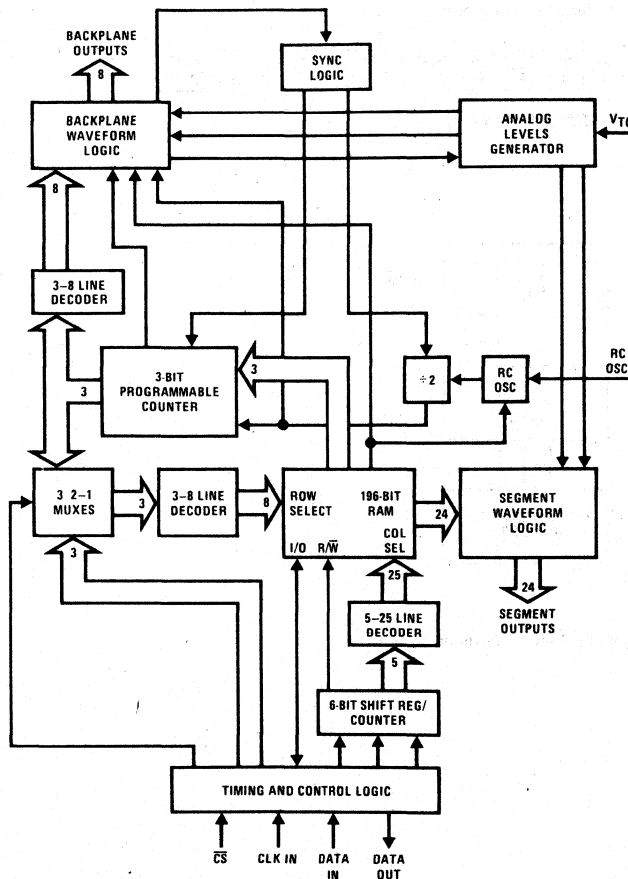 BACKPLANE
OUTPUTS
8
SYNC
LOGIC
BACKPLANE
WAVEFORM
LOGIC
ANALOG
LEVELS
GENERATOR
VTC
8
3–8 LINE
DECODER
3-BIT
PROGRAMMABLE
COUNTER
3
3
÷2
RC
OSC
RC
OSC
3 2–1
MUXES
3
3–8 LINE
DECODER
8
ROW
SELECT
196-BIT
RAM
COL
SEL
I/O R/W̅
24
SEGMENT
WAVEFORM
LOGIC
3
25
24
SEGMENT
OUTPUTS
5–25 LINE
DECODER
5
6-BIT SHIFT REG/
COUNTER
TIMING AND CONTROL LOGIC
C̅S̅
CLK IN
DATA
IN
DATA
OUT